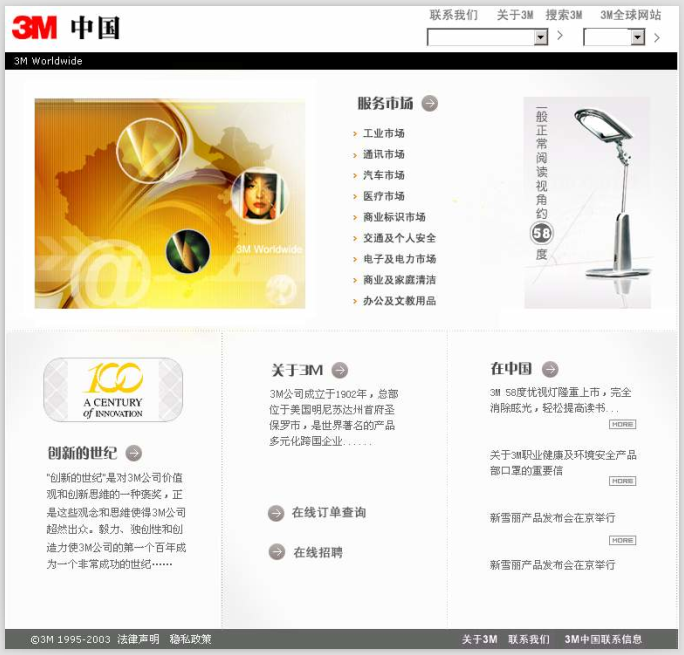 3M 中国
联系我们 关于3M 搜索3M 3M全球网站
3M Worldwide
3M Worldwide
服务市场
工业市场
通讯市场
汽车市场
医疗市场
商业标识市场
交通及个人安全
电子及电力市场
商业及家庭清洁
办公及文教用品
一般正常阅读视角约
58
度
100
A CENTURY
of INNOVATION
创新的世纪
"创新的世纪"是对3M公司价值
观和创新思维的一种褒奖，正
是这些观念和思维使得3M公司
超然出众。毅力、独创性和创
造力使3M公司的第一个百年成
为一个非常成功的世纪……
关于3M
3M公司成立于1902年，总部
位于美国明尼苏达州首府圣
保罗市，是世界著名的产品
多元化跨国企业......
在线订单查询
在线招聘
在中国
3M 58度优视灯隆重上市，完全
消除眩光，轻松提高读书...
MORE
关于3M职业健康及环境安全产品
部口罩的重要信
MORE
新雪丽产品发布会在京举行
MORE
新雪丽产品发布会在京举行
©3M 1995-2003 法律声明 隐私政策
关于3M 联系我们 3M中国联系信息